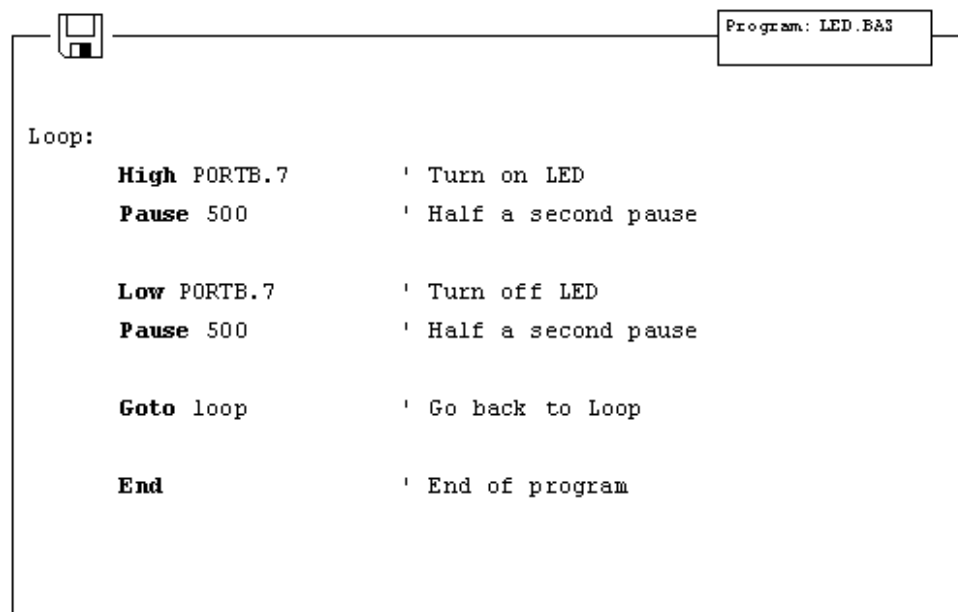 Program: LED.BAS
Loop:
High PORTB.7 ' Turn on LED
Pause 500 ' Half a second pause
Low PORTB.7 ' Turn off LED
Pause 500 ' Half a second pause
Goto loop ' Go back to Loop
End ' End of program